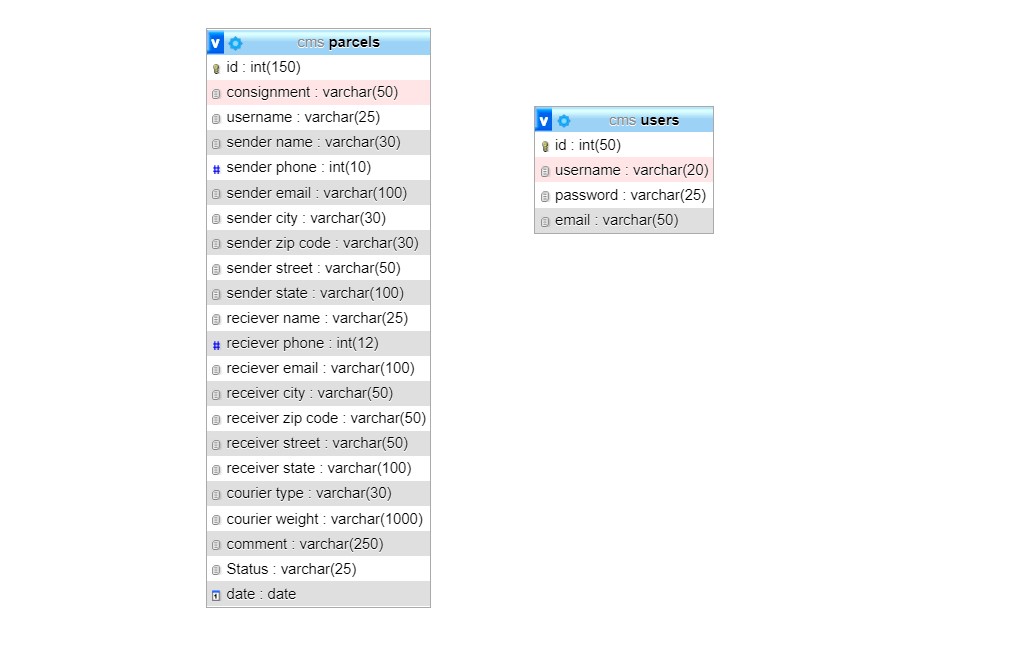 v cms parcels
id : int(150)
consignment : varchar(50)
username : varchar(25)
sender name : varchar(30)
# sender phone : int(10)
sender email : varchar(100)
sender city : varchar(30)
sender zip code : varchar(30)
sender street : varchar(50)
sender state : varchar(100)
reciever name : varchar(25)
# reciever phone : int(12)
reciever email : varchar(100)
receiver city : varchar(50)
receiver zip code : varchar(50)
receiver street : varchar(50)
receiver state : varchar(100)
courier type : varchar(30)
courier weight : varchar(1000)
comment : varchar(250)
Status : varchar(25)
date : date
v cms users
id : int(50)
username : varchar(20)
password : varchar(25)
email : varchar(50)